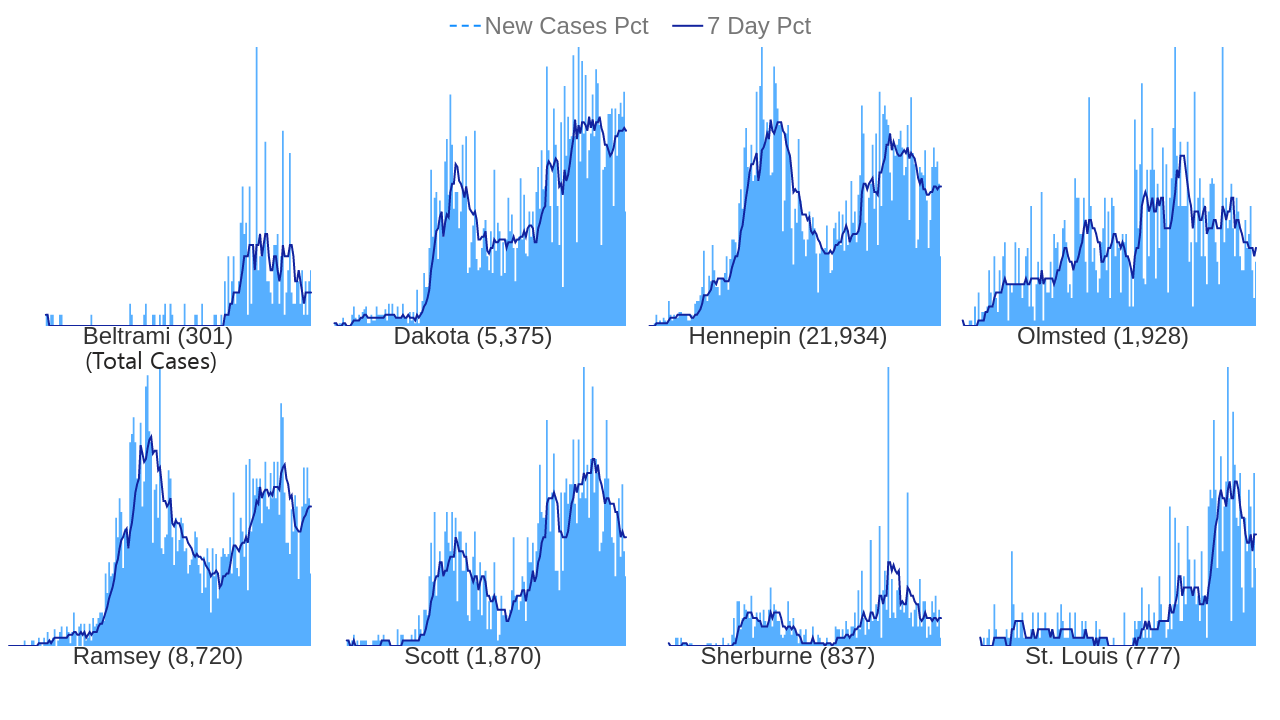 New Cases Pct 7 Day Pct
Beltrami (301) Dakota (5,375) Hennepin (21,934) Olmsted (1,928)
(Total Cases)
Ramsey (8,720) Scott (1,870) Sherburne (837) St. Louis (777)